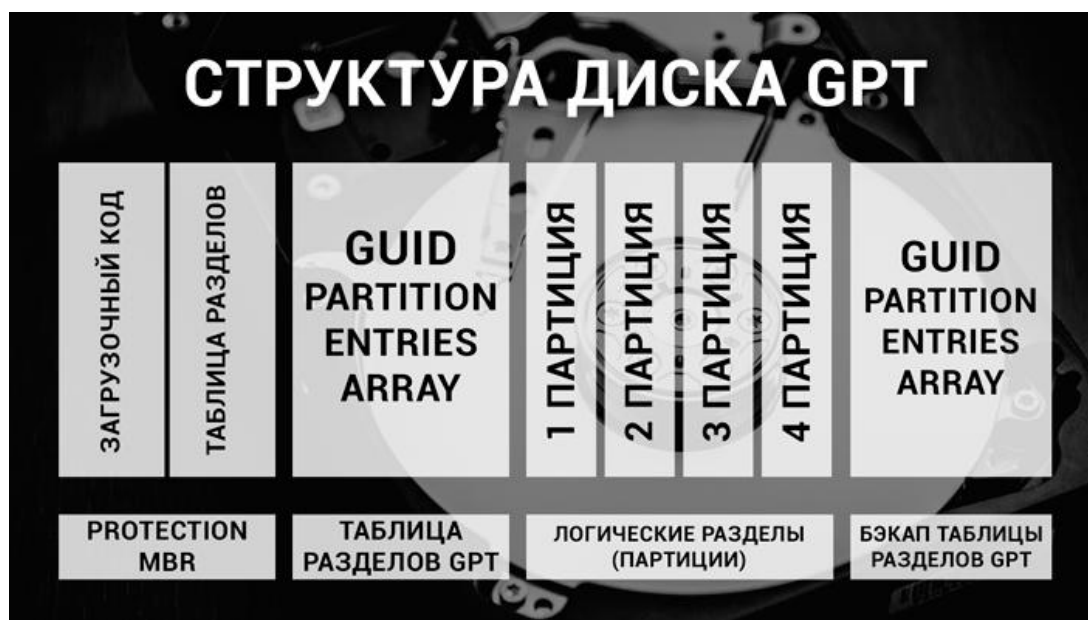 СТРУКТУРА ДИСКА GPT
ЗАГРУЗОЧНЫЙ КОД
ТАБЛИЦА РАЗДЕЛОВ
GUID
PARTITION
ENTRIES
ARRAY
1 ПАРТИЦИЯ
2 ПАРТИЦИЯ
3 ПАРТИЦИЯ
4 ПАРТИЦИЯ
GUID
PARTITION
ENTRIES
ARRAY
PROTECTION
MBR
ТАБЛИЦА
РАЗДЕЛОВ GPT
ЛОГИЧЕСКИЕ РАЗДЕЛЫ
(ПАРТИЦИИ)
БЭКАП ТАБЛИЦЫ
РАЗДЕЛОВ GPT